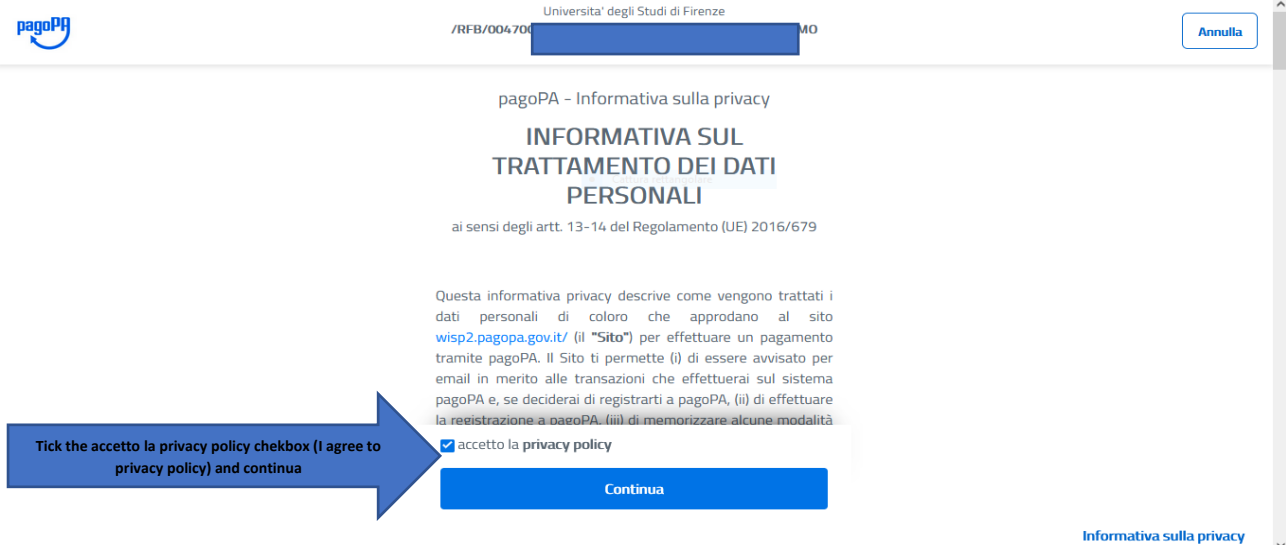 pagoPA
Universita' degli Studi di Firenze
/RFB/00470
MO
Annulla
pagoPA - Informativa sulla privacy
INFORMATIVA SUL
TRATTAMENTO DEI DATI
PERSONALI
Cattura rettangolare
ai sensi degli artt. 13-14 del Regolamento (UE) 2016/679
Questa informativa privacy descrive come vengono trattati i
dati personali di coloro che approdano al sito
wisp2.pagopa.gov.it/ (il "Sito") per effettuare un pagamento
tramite pagoPA. Il Sito ti permette (i) di essere avvisato per
email in merito alle transazioni che effettuerai sul sistema
pagoPA e, se deciderai di registrarti a pagoPA, (ii) di effettuare
la registrazione a pagoPA, (iii) di memorizzare alcune modalità
Tick the accetto la privacy policy chekbox (I agree to
privacy policy) and continua
accetto la privacy policy
Continua
Informativa sulla privacy